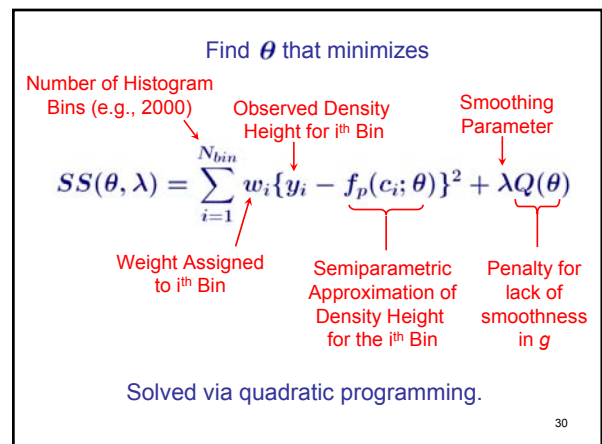 Find θ that minimizes
Number of Histogram
Bins (e.g., 2000)
Observed Density
Height for ith Bin
Smoothing
Parameter
SS(θ, λ) = ∑_{i=1}^{N_{bin}} w_i{y_i − f_p(c_i; θ)}² + λQ(θ)
Weight Assigned
to ith Bin
Semiparametric
Approximation of
Density Height
for the ith Bin
Penalty for
lack of
smoothness
in g
Solved via quadratic programming.
30